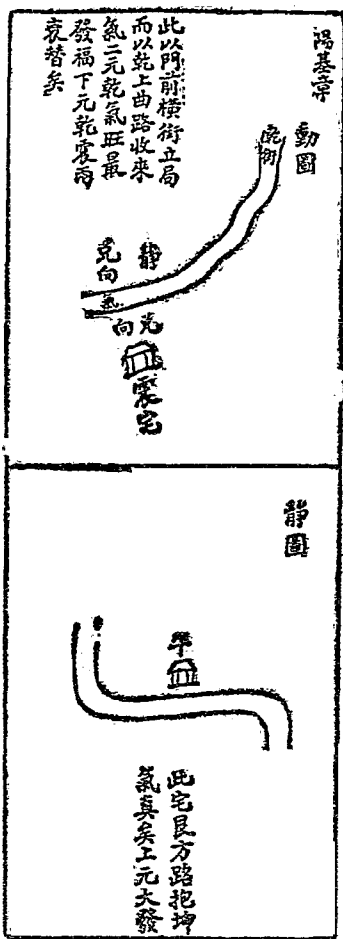 陽基章
動圖
此以門前橫街立局
而以乾上曲路收來
氣二元乾氣旺最
發福下元乾震兩
衰替矣
靜
兌向
氣
兌向
震宅
靜圖
此宅艮方路抱坤
氣真矣上元大發